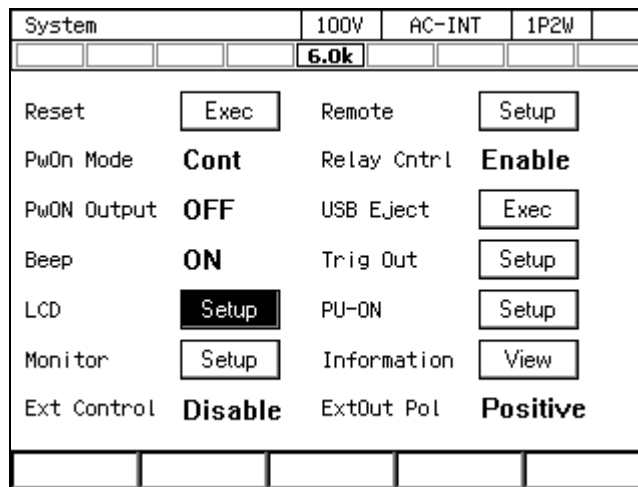 System 100V AC-INT 1P2W
6.0k
Reset Exec Remote Setup
PwOn Mode Cont Relay Cntrl Enable
PwON Output OFF USB Eject Exec
Beep ON Trig Out Setup
LCD Setup PU-ON Setup
Monitor Setup Information View
Ext Control Disable ExtOut Pol Positive